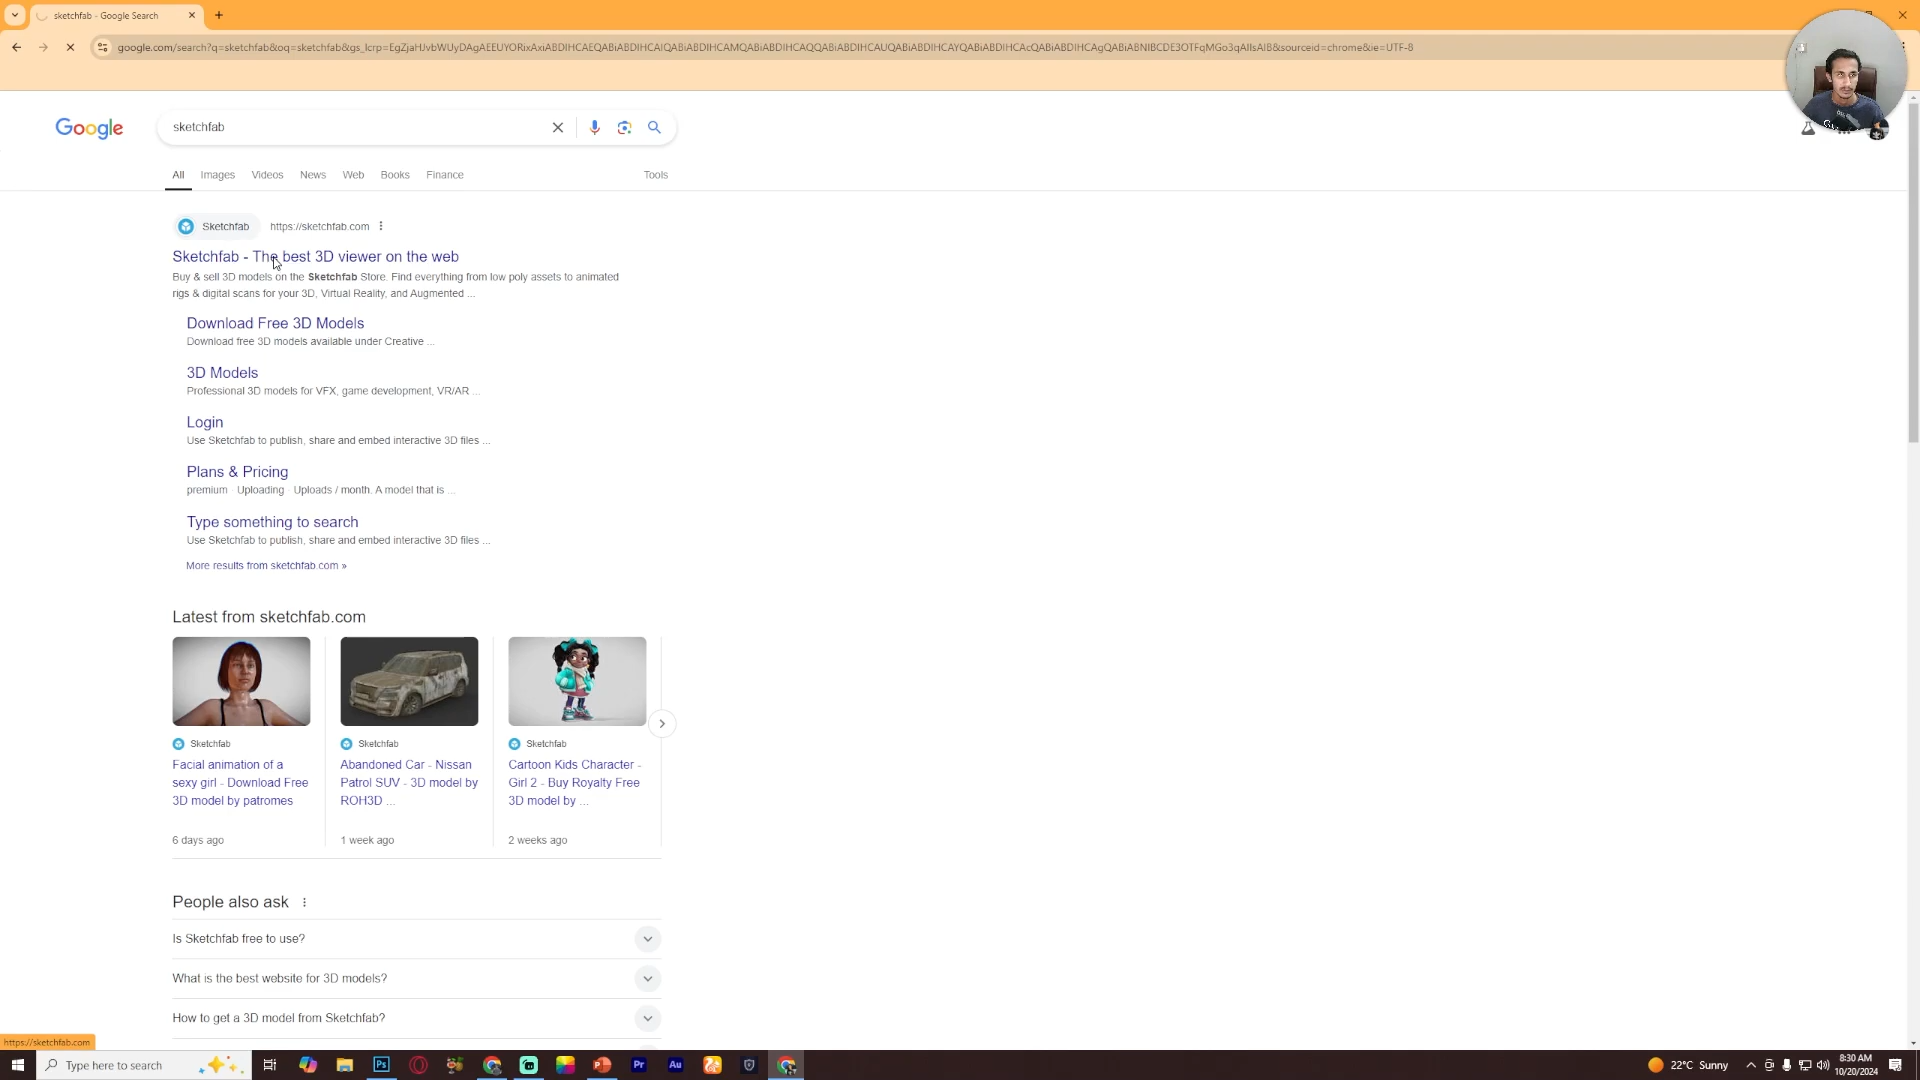 sketchfab - Google Search
google.com/search?q=sketchfab&oq=sketchfab&gs_lcrp=EgZjaHJvbWUyDAgAEEUYORixAxiABDIHCAEQABiABDIHCAIQABiABDIHCAMQABiABDIHCAQQABiABDIHCAUQABiABDIHCAYQABiABDIHCAcQABiABDIHCAgQABiABNIBCDE3OTFqMGo3qAIIsAIB&sourceid=chrome&ie=UTF-8
Google
sketchfab
All Images Videos News Web Books Finance Tools
Sketchfab https://sketchfab.com
Sketchfab - The best 3D viewer on the web
Buy & sell 3D models on the Sketchfab Store. Find everything from low poly assets to animated
rigs & digital scans for your 3D, Virtual Reality, and Augmented ...
Download Free 3D Models
Download free 3D models available under Creative ...
3D Models
Professional 3D models for VFX, game development, VR/AR ...
Login
Use Sketchfab to publish, share and embed interactive 3D files ...
Plans & Pricing
premium · Uploading · Uploads / month. A model that is ...
Type something to search
Use Sketchfab to publish, share and embed interactive 3D files ...
More results from sketchfab.com »
Latest from sketchfab.com
Sketchfab
Facial animation of a
sexy girl - Download Free
3D model by patromes
6 days ago
Sketchfab
Abandoned Car - Nissan
Patrol SUV - 3D model by
ROH3D ...
1 week ago
Sketchfab
Cartoon Kids Character -
Girl 2 - Buy Royalty Free
3D model by ...
2 weeks ago
People also ask
Is Sketchfab free to use?
What is the best website for 3D models?
How to get a 3D model from Sketchfab?
https://sketchfab.com
Type here to search
Ps
Pr
Au
22°C Sunny
8:30 AM
10/20/2024